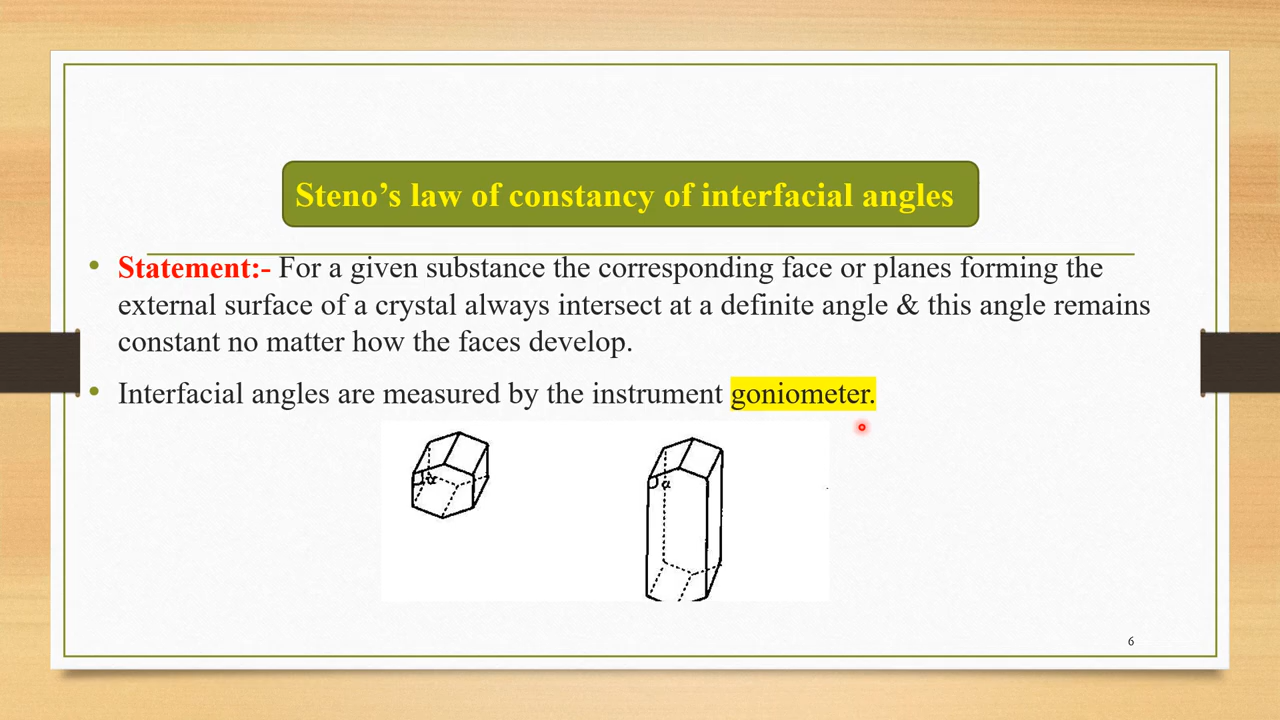 Steno’s law of constancy of interfacial angles
• Statement:- For a given substance the corresponding face or planes forming the
external surface of a crystal always intersect at a definite angle & this angle remains
constant no matter how the faces develop.
• Interfacial angles are measured by the instrument goniometer.
α α
6